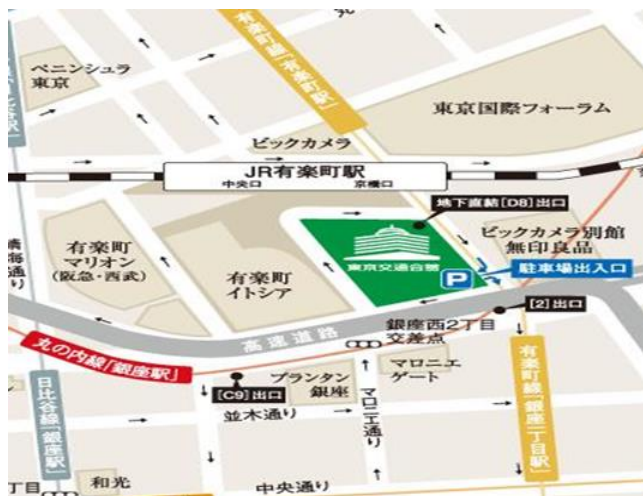 有楽町線「有楽町駅」
ペニンシュラ
東京
東京国際フォーラム
ビックカメラ
JR有楽町駅
中央口
京橋口
地下直結[D8]出口
ビックカメラ別館
無印良品
東京交通会館
P
駐車場出入口
有楽町
マリオン
(阪急・西武)
有楽町
イトシア
[2]出口
高速道路
銀座西2丁目
交差点
丸の内線「銀座駅」
[C9]出口
プランタン
銀座
マロニエ
ゲート
並木通り
マロニエ通り
有楽町線「銀座一丁目駅」
日比谷線「銀座駅」
和光
中央通り
丁目